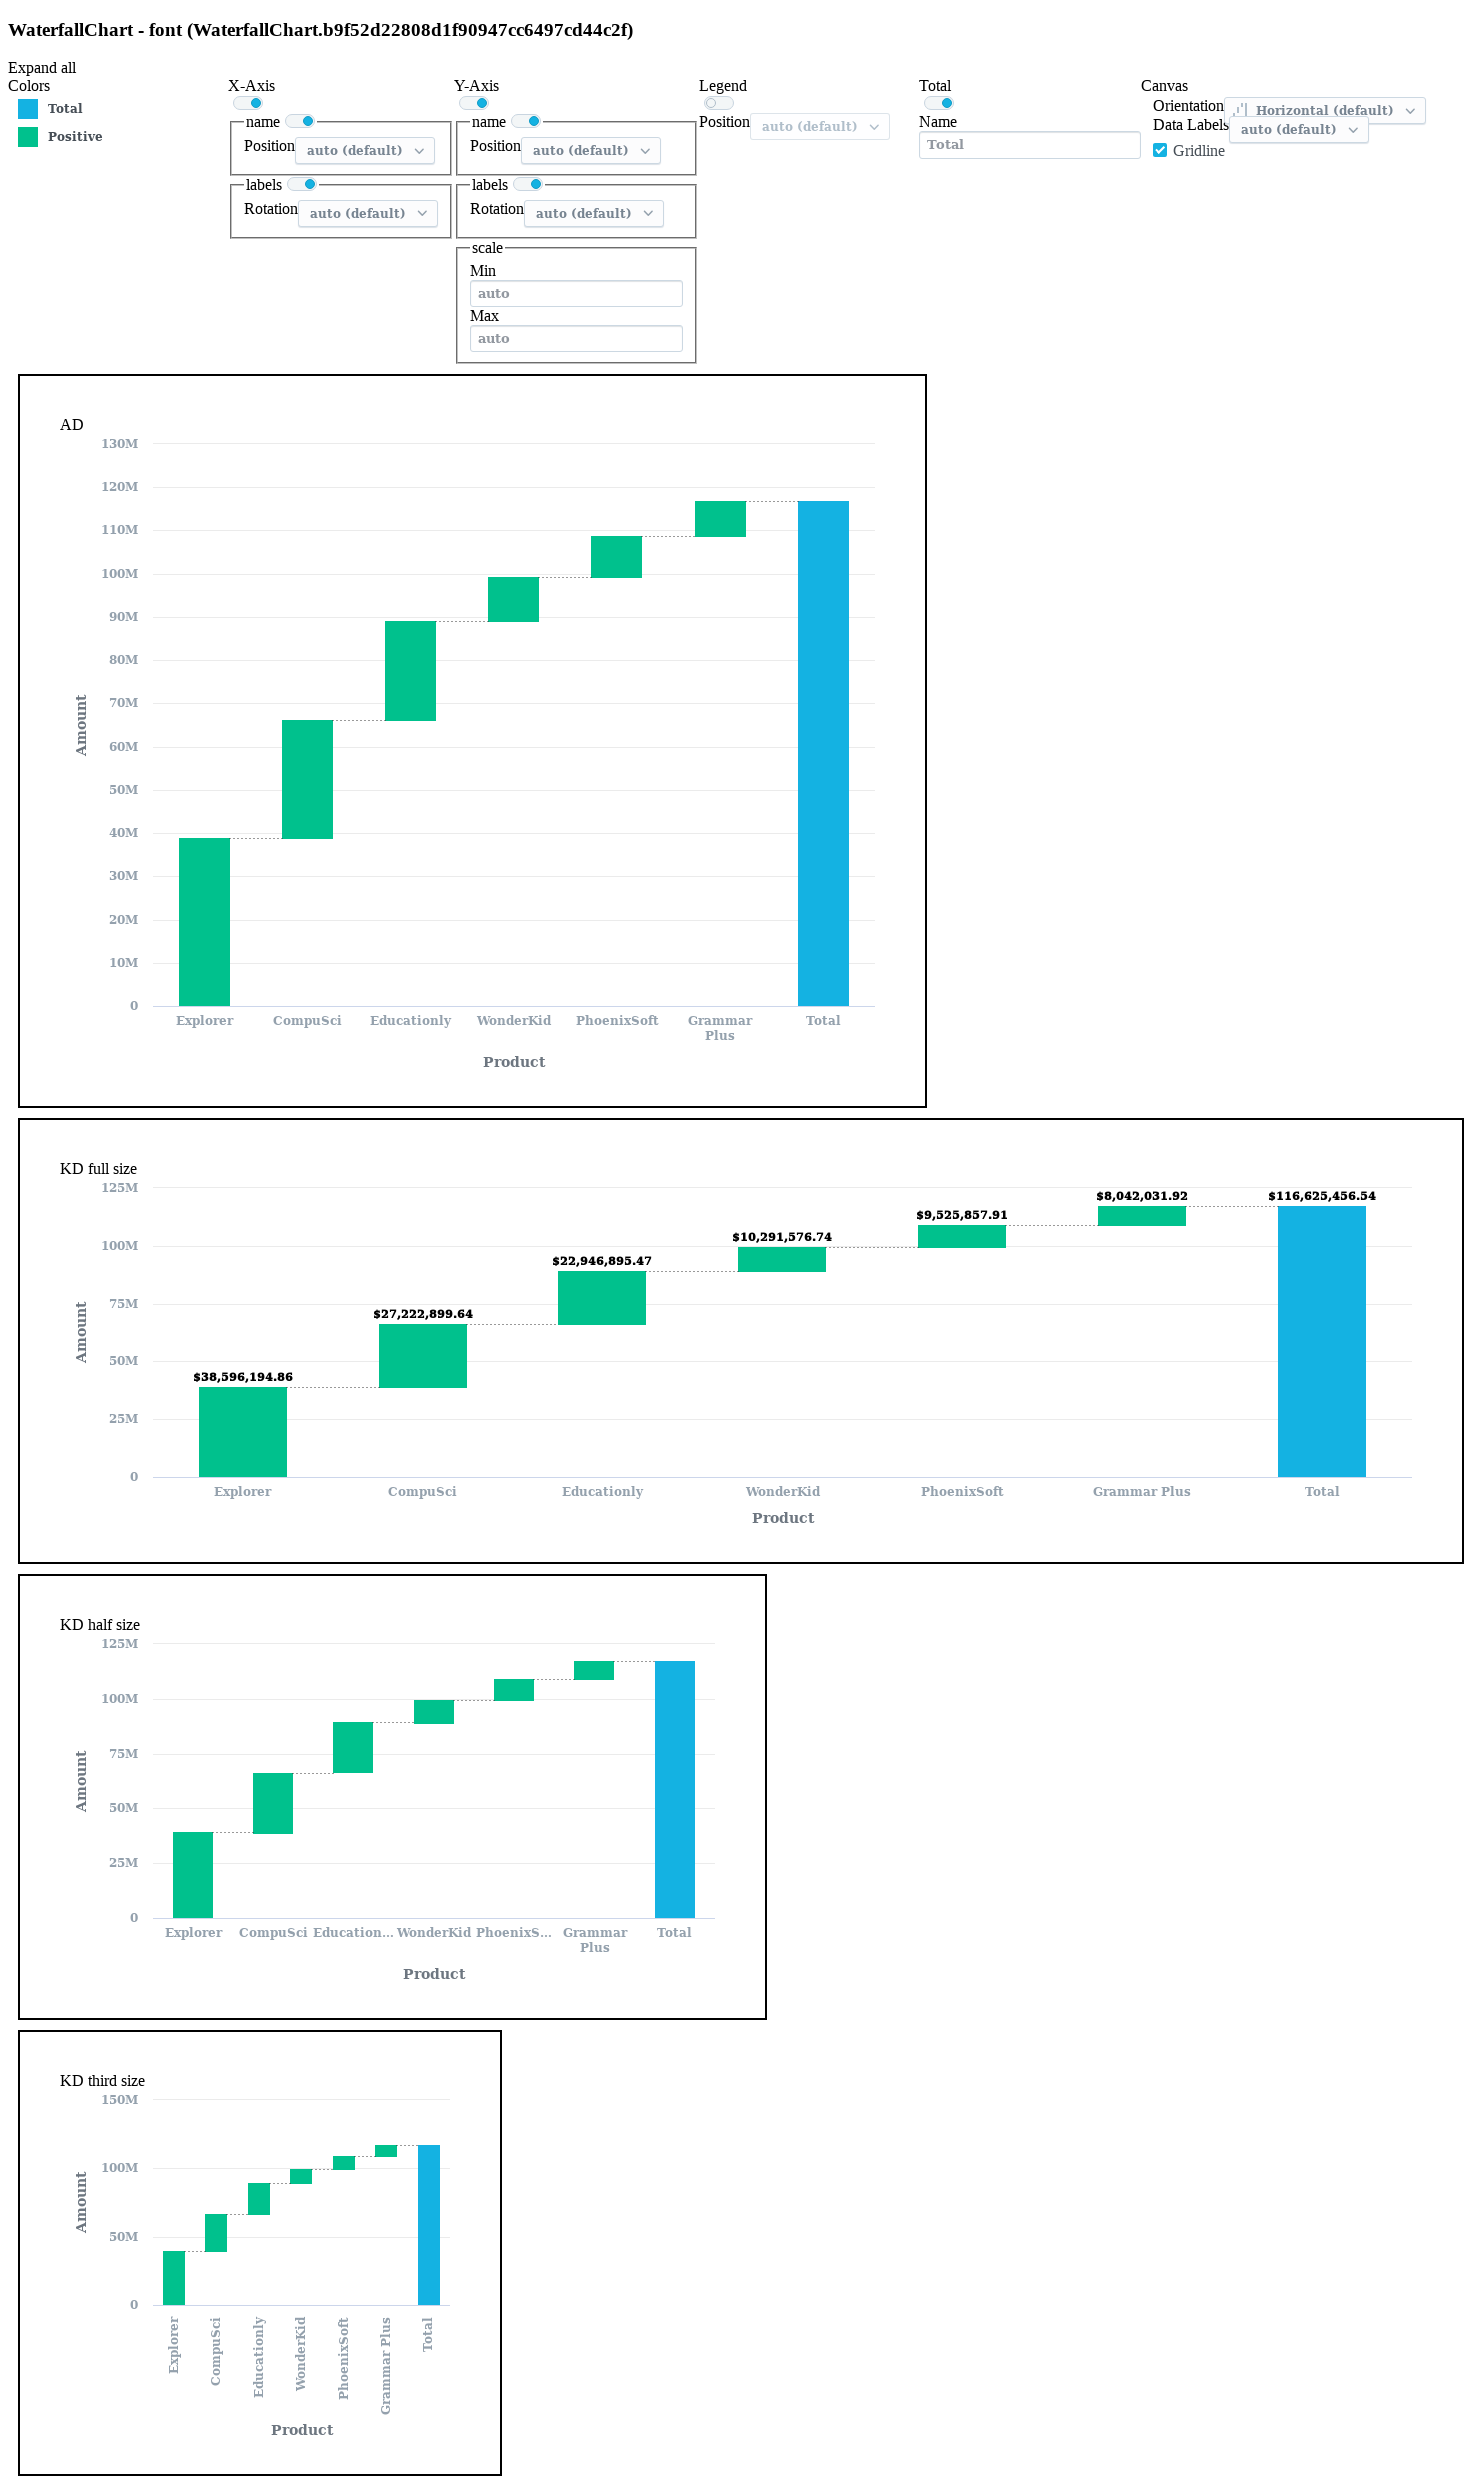 WaterfallChart - font (WaterfallChart.b9f52d22808d1f90947cc6497cd44c2f)
Expand all
Colors
Total
Positive
X-Axis
name
Position auto (default)
labels
Rotation auto (default)
Y-Axis
name
Position auto (default)
labels
Rotation auto (default)
scale
Min
auto
Max
auto
Legend
Position auto (default)
Total
Name
Total
Canvas
Orientation Horizontal (default)
Data Labels auto (default)
Gridline
AD
130M
120M
110M
100M
90M
80M
70M
60M
50M
40M
30M
20M
10M
0
Amount
Explorer CompuSci Educationly WonderKid PhoenixSoft Grammar Plus Total
Product
KD full size
125M
100M
75M
50M
25M
0
Amount
$38,596,194.86
$27,222,899.64
$22,946,895.47
$10,291,576.74
$9,525,857.91
$8,042,031.92
$116,625,456.54
Explorer CompuSci Educationly WonderKid PhoenixSoft Grammar Plus Total
Product
KD half size
125M
100M
75M
50M
25M
0
Amount
Explorer CompuSci Education... WonderKid PhoenixS... Grammar Plus Total
Product
KD third size
150M
100M
50M
0
Amount
Explorer
CompuSci
Educationly
WonderKid
PhoenixSoft
Grammar Plus
Total
Product